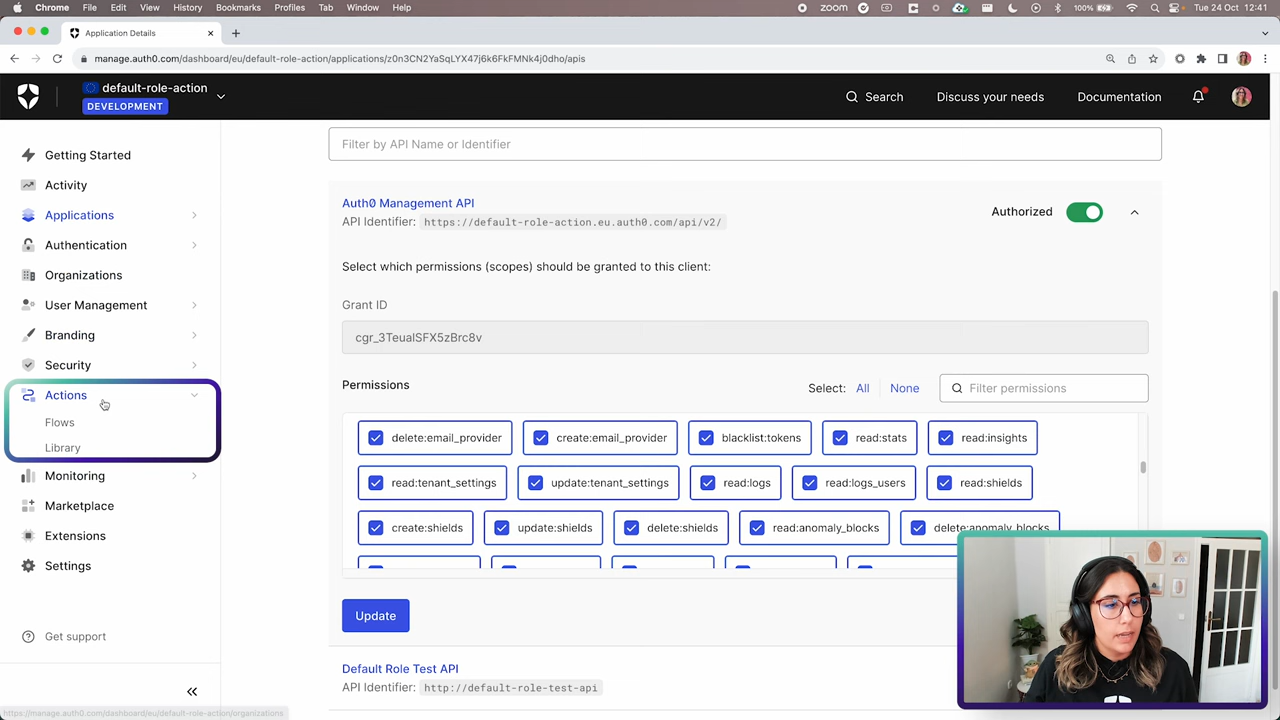 Chrome File Edit View History Bookmarks Profiles Tab Window Help zoom 100% Tue 24 Oct 12:41
Application Details
manage.auth0.com/dashboard/eu/default-role-action/applications/z0n3CN2YaSqLYX47j6k6FkFMNk4j0dho/apis
default-role-action
DEVELOPMENT
Search Discuss your needs Documentation
Getting Started
Activity
Applications
Authentication
Organizations
User Management
Branding
Security
Actions
Flows
Library
Monitoring
Marketplace
Extensions
Settings
Get support
https://manage.auth0.com/dashboard/eu/default-role-action/organizations
Filter by API Name or Identifier
Auth0 Management API
API Identifier: https://default-role-action.eu.auth0.com/api/v2/
Authorized
Select which permissions (scopes) should be granted to this client:
Grant ID
cgr_3TeualSFX5zBrc8v
Permissions
Select: All None Filter permissions
delete:email_provider create:email_provider blacklist:tokens read:stats read:insights
read:tenant_settings update:tenant_settings read:logs read:logs_users read:shields
create:shields update:shields delete:shields read:anomaly_blocks delete:anomaly_blocks
Update
Default Role Test API
API Identifier: http://default-role-test-api